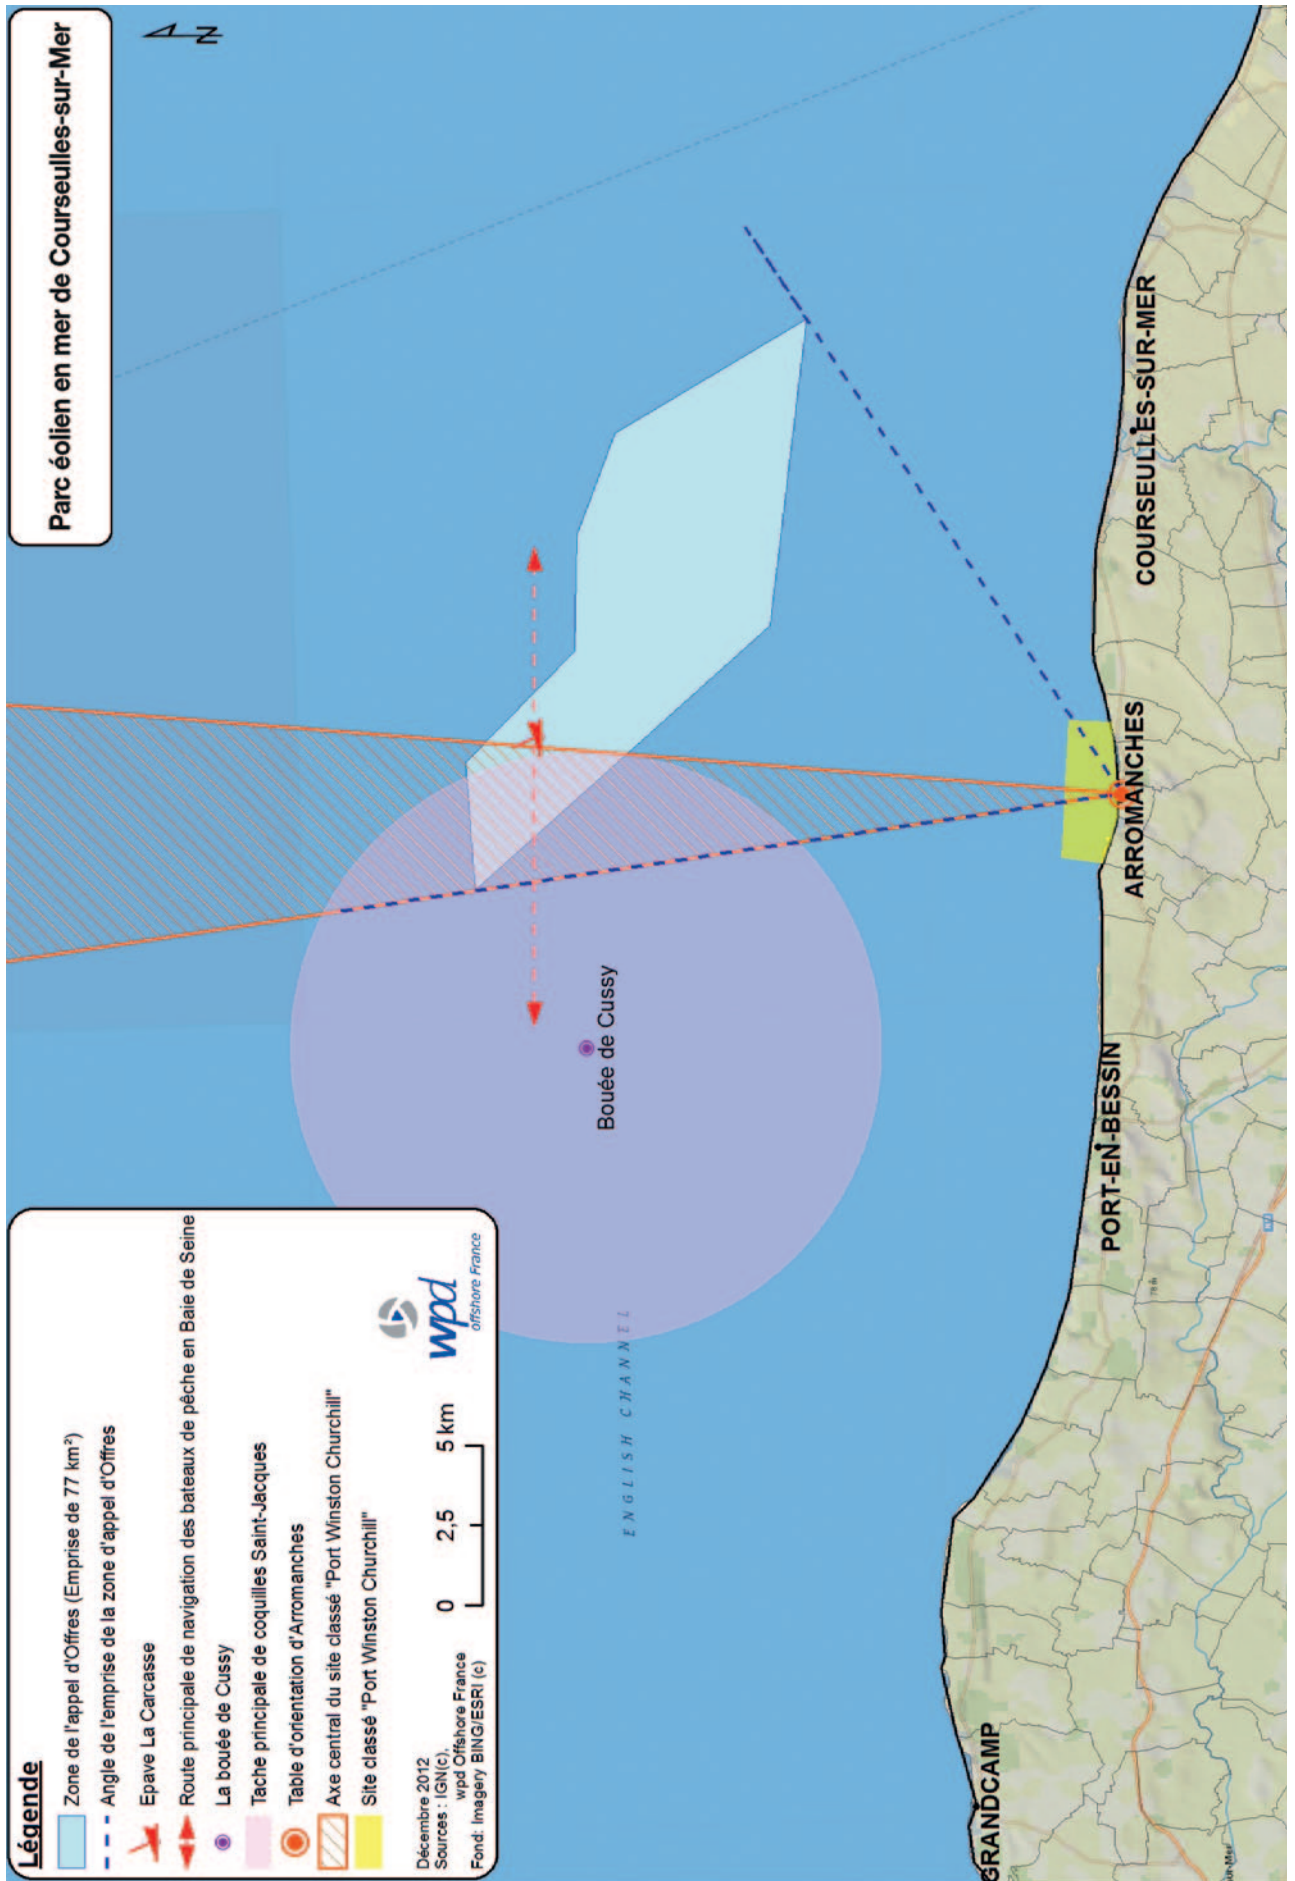 Parc éolien en mer de Courseulles-sur-Mer
N
Légende
Zone de l'appel d'Offres (Emprise de 77 km²)
Angle de l'emprise de la zone d'appel d'Offres
Epave La Carcasse
Route principale de navigation des bateaux de pêche en Baie de Seine
La bouée de Cussy
Tache principale de coquilles Saint-Jacques
Table d'orientation d'Arromanches
Axe central du site classé "Port Winston Churchill"
Site classé "Port Winston Churchill"
Décembre 2012
Sources : IGN(c),
wpd Offshore France
Fond: Imagery BING/ESRI (c)
0 2,5 5 km
wpd
offshore France
Bouée de Cussy
ENGLISH CHANNEL
GRANDCAMP
PORT-EN-BESSIN
ARROMANCHES
COURSEULLES-SUR-MER